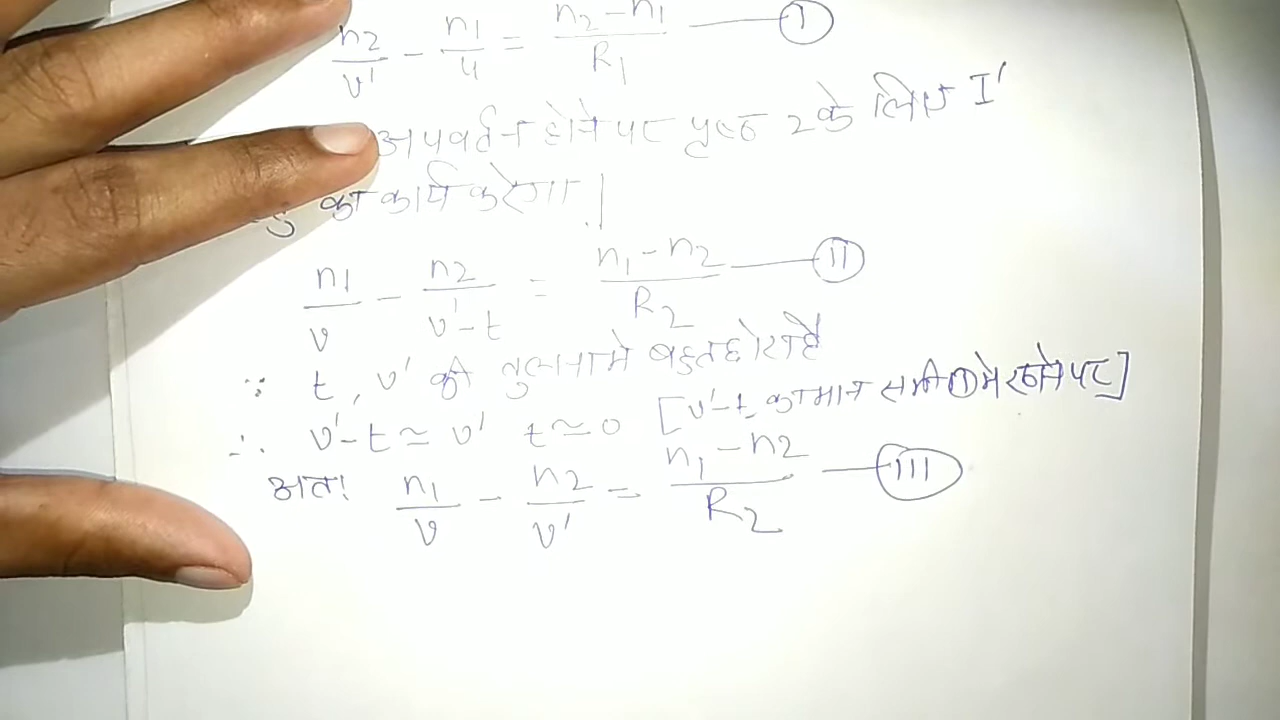 n2/v' - n1/u = n2-n1/R1 — I
अपवर्तन होने पर पृष्ठ 2 के लिए I'
का कार्य करेगा।
n1/v - n2/v'-t = n1-n2/R2 — II
∵ t, v' की तुलना मे बहुत छोटा है
∴ v'-t ≃ v' t ≃ 0 [v'-t का मान समी II मे रखने पर]
अतः n1/v - n2/v' = n1-n2/R2 — III